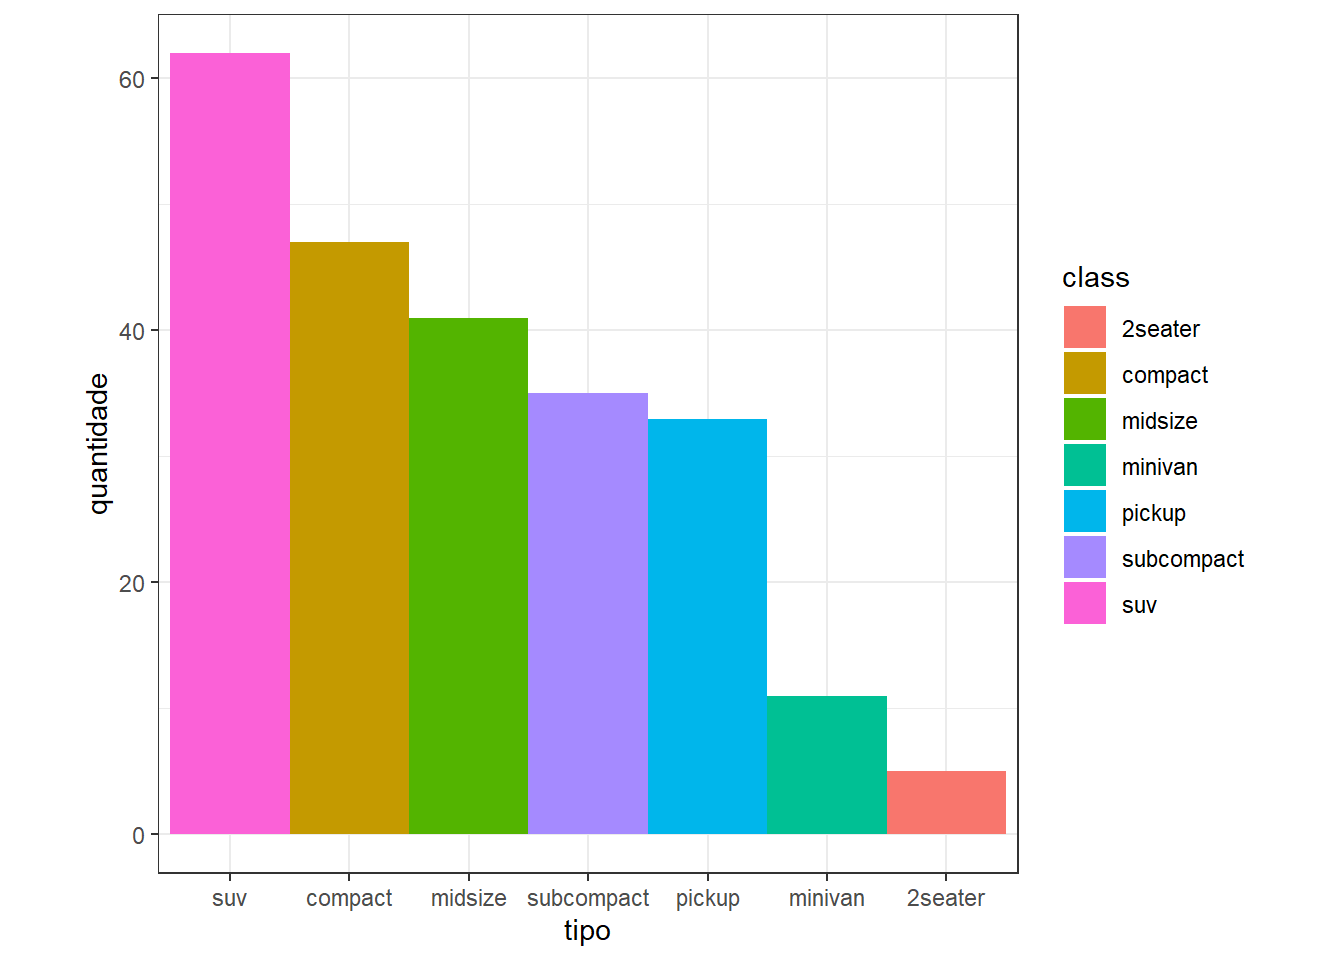 60
40
20
0
quantidade
suv compact midsize subcompact pickup minivan 2seater
tipo
class
2seater
compact
midsize
minivan
pickup
subcompact
suv